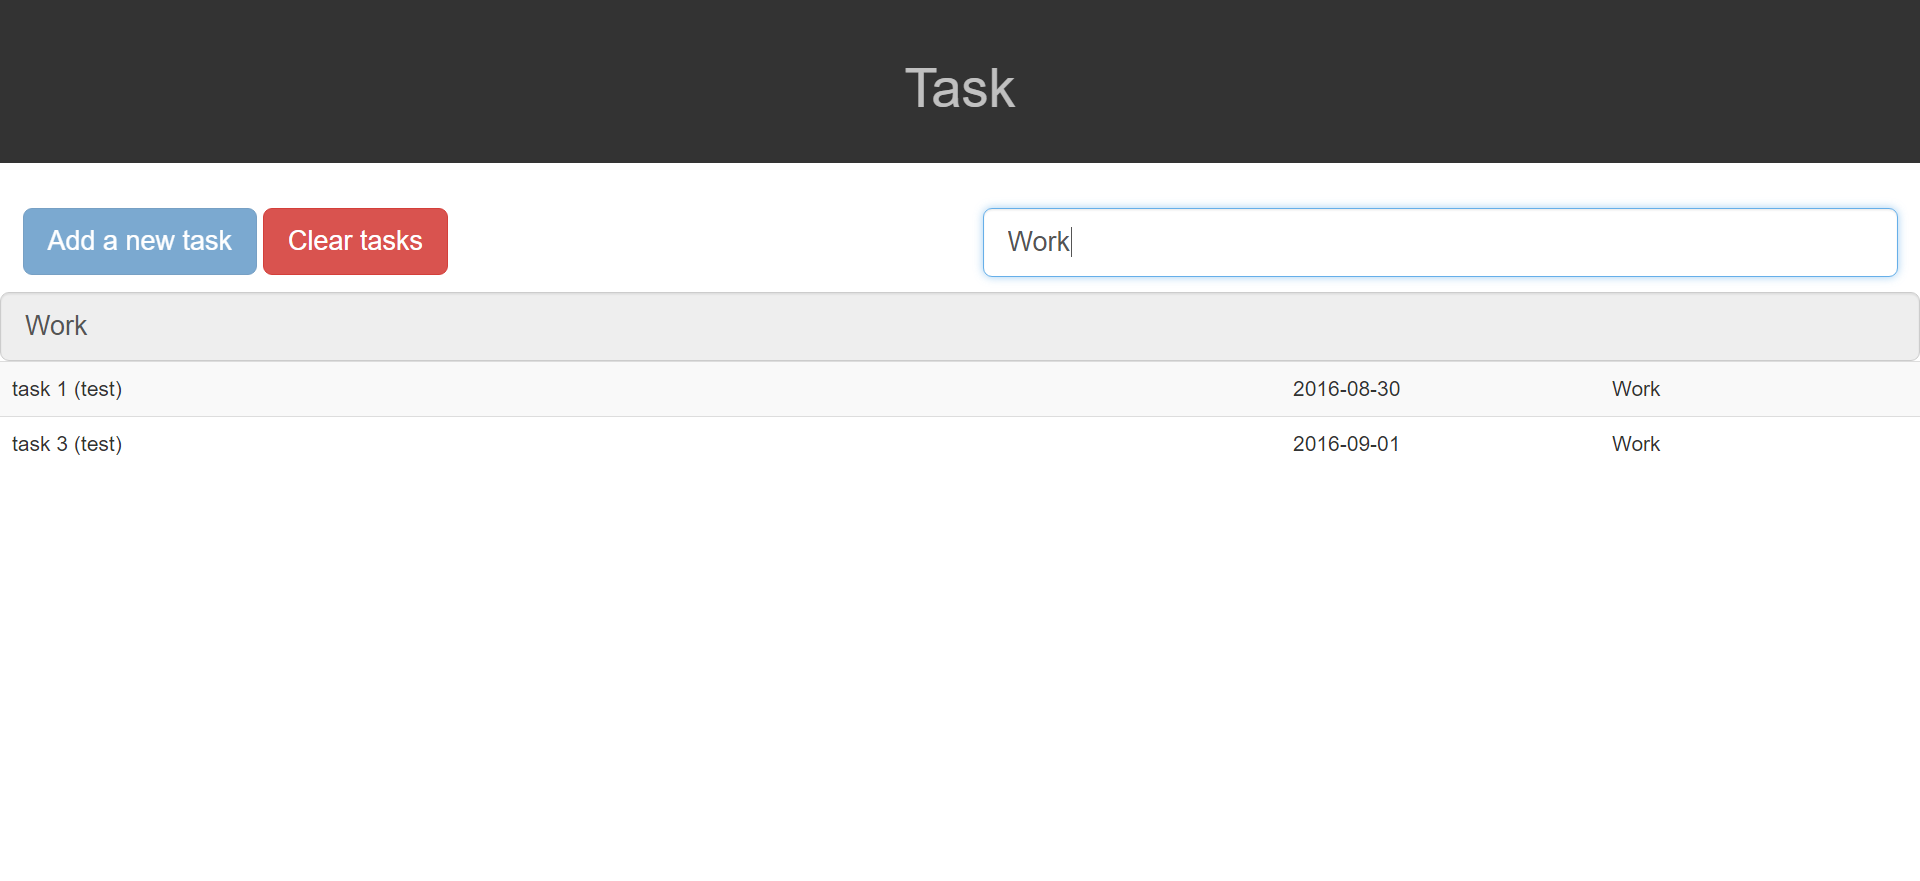 Task
Add a new task Clear tasks Work
Work
task 1 (test) 2016-08-30 Work
task 3 (test) 2016-09-01 Work